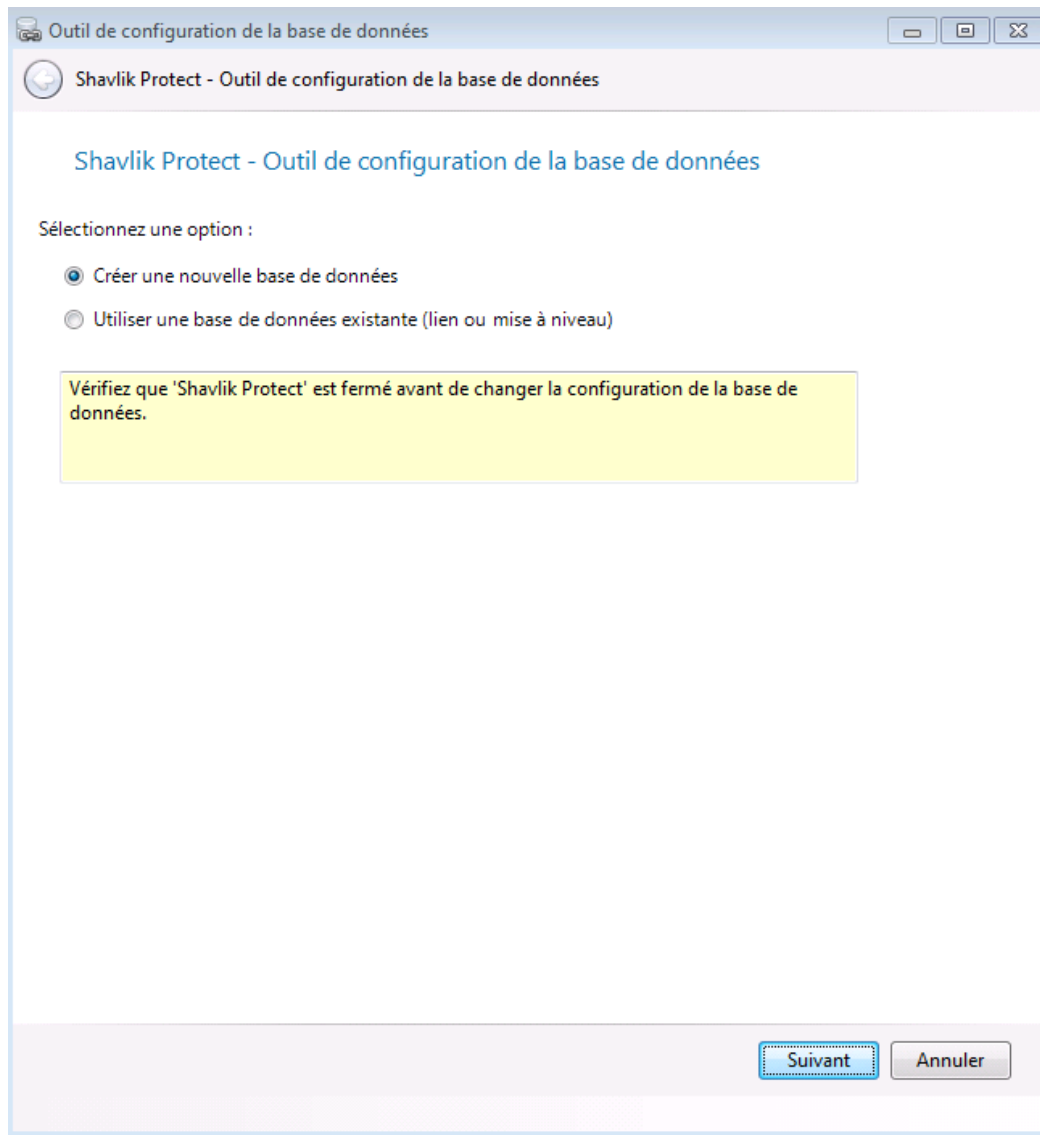 Outil de configuration de la base de données
Shavlik Protect - Outil de configuration de la base de données
Shavlik Protect - Outil de configuration de la base de données
Sélectionnez une option :
Créer une nouvelle base de données
Utiliser une base de données existante (lien ou mise à niveau)
Vérifiez que 'Shavlik Protect' est fermé avant de changer la configuration de la base de
données.
Suivant Annuler